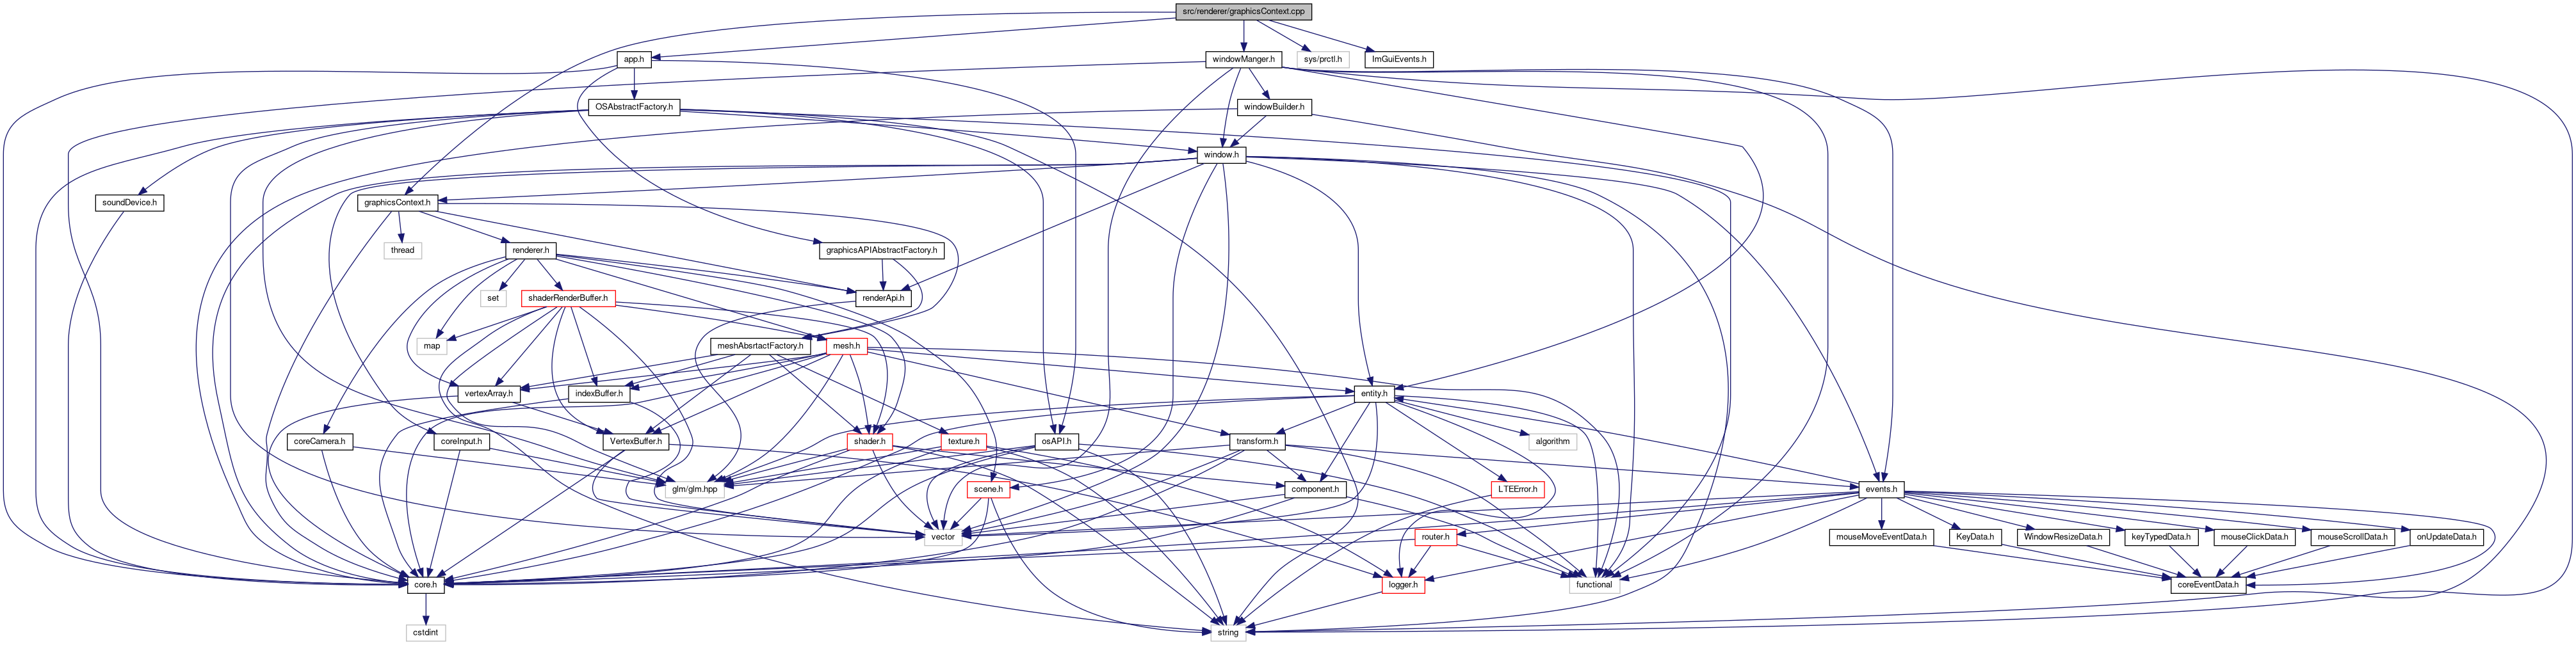 src/renderer/graphicsContext.cpp
app.h
windowManger.h
sys/prctl.h
ImGuiEvents.h
OSAbstractFactory.h
windowBuilder.h
window.h
soundDevice.h
graphicsContext.h
thread
renderer.h
graphicsAPIAbstractFactory.h
set
shaderRenderBuffer.h
renderApi.h
map
meshAbsrtactFactory.h
mesh.h
vertexArray.h
indexBuffer.h
entity.h
coreCamera.h
coreInput.h
VertexBuffer.h
shader.h
texture.h
osAPI.h
transform.h
algorithm
glm/glm.hpp
scene.h
component.h
LTEError.h
events.h
vector
router.h
mouseMoveEventData.h
KeyData.h
WindowResizeData.h
keyTypedData.h
mouseClickData.h
mouseScrollData.h
onUpdateData.h
core.h
logger.h
functional
coreEventData.h
cstdint
string